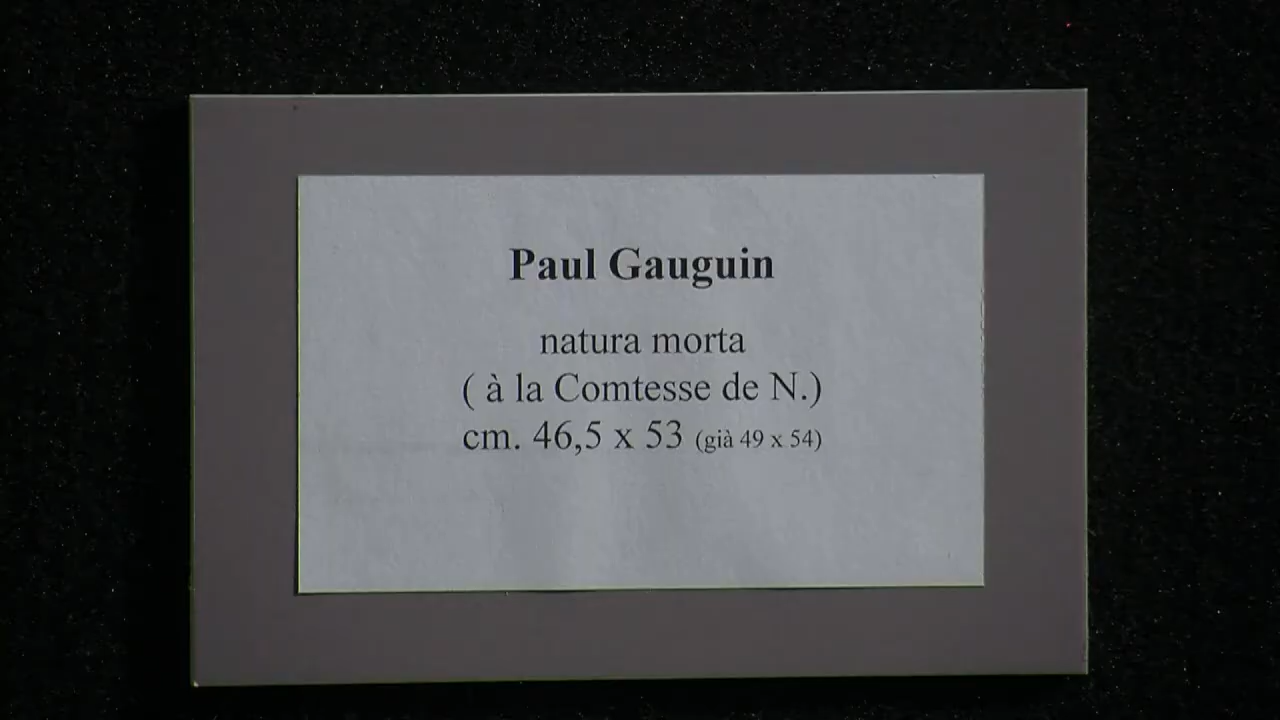 Paul Gauguin
natura morta
( à la Comtesse de N.)
cm. 46,5 x 53 (già 49 x 54)